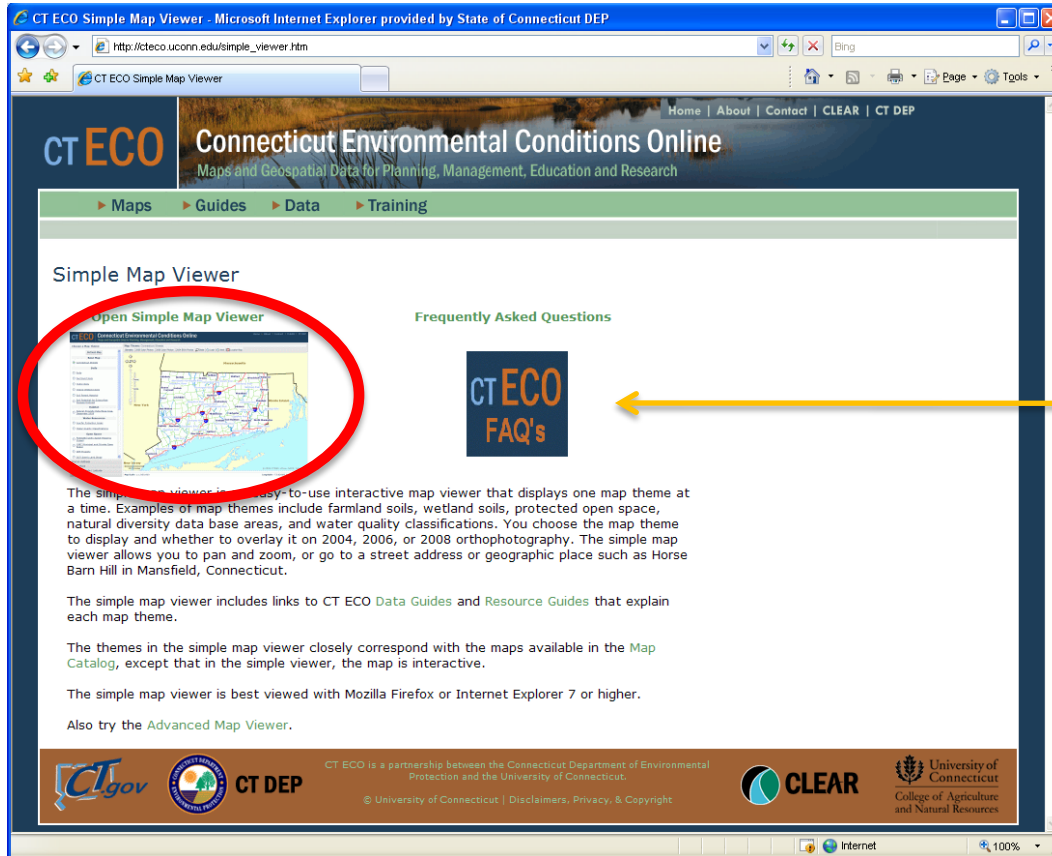 CT ECO Simple Map Viewer - Microsoft Internet Explorer provided by State of Connecticut DEP
http://cteco.uconn.edu/simple_viewer.htm
Bing
CT ECO Simple Map Viewer
Page
Tools
Home | About | Contact | CLEAR | CT DEP
CT ECO
Connecticut Environmental Conditions Online
Maps and Geospatial Data for Planning, Management, Education and Research
Maps Guides Data Training
Simple Map Viewer
Open Simple Map Viewer
Frequently Asked Questions
CT ECO Connecticut Environmental Conditions Online
CT ECO
FAQ's
The simple map viewer is easy-to-use interactive map viewer that displays one map theme at
a time. Examples of map themes include farmland soils, wetland soils, protected open space,
natural diversity data base areas, and water quality classifications. You choose the map theme
to display and whether to overlay it on 2004, 2006, or 2008 orthophotography. The simple map
viewer allows you to pan and zoom, or go to a street address or geographic place such as Horse
Barn Hill in Mansfield, Connecticut.
The simple map viewer includes links to CT ECO Data Guides and Resource Guides that explain
each map theme.
The themes in the simple map viewer closely correspond with the maps available in the Map
Catalog, except that in the simple viewer, the map is interactive.
The simple map viewer is best viewed with Mozilla Firefox or Internet Explorer 7 or higher.
Also try the Advanced Map Viewer.
CT.gov
CT DEP
CT ECO is a partnership between the Connecticut Department of Environmental
Protection and the University of Connecticut.
© University of Connecticut | Disclaimers, Privacy, & Copyright
CLEAR
University of
Connecticut
College of Agriculture
and Natural Resources
Internet
100%